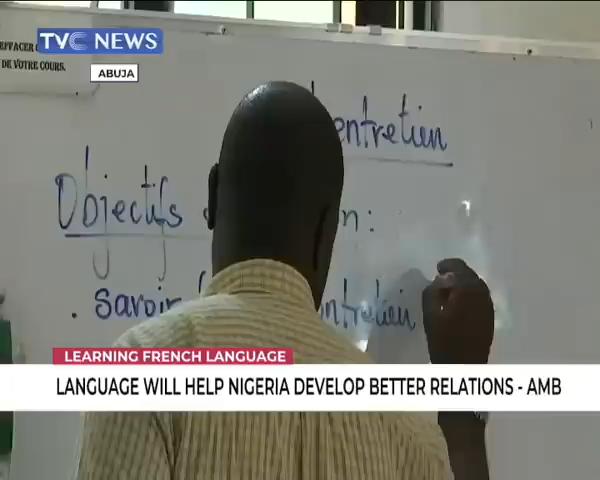 EFFACER
DE VOTRE COURS.
TVC NEWS
ABUJA
entretien
Objectifs n:
. savoir entretien
LEARNING FRENCH LANGUAGE
LANGUAGE WILL HELP NIGERIA DEVELOP BETTER RELATIONS - AMB